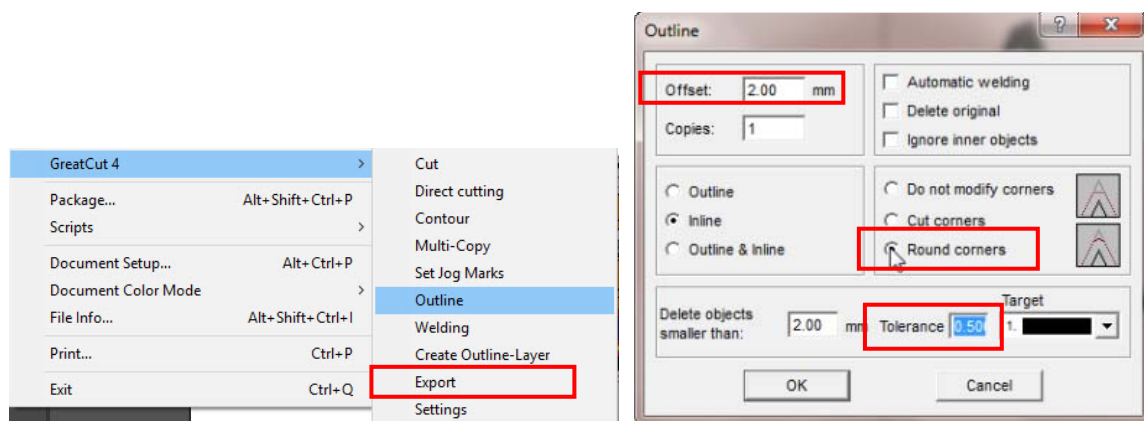 GreatCut 4 >
Package... Alt+Shift+Ctrl+P
Scripts >
Document Setup... Alt+Ctrl+P
Document Color Mode >
File Info... Alt+Shift+Ctrl+I
Print... Ctrl+P
Exit Ctrl+Q
Cut
Direct cutting
Contour
Multi-Copy
Set Jog Marks
Outline
Welding
Create Outline-Layer
Export
Settings
Outline
Offset: 2.00 mm
Copies: 1
Automatic welding
Delete original
Ignore inner objects
Outline
Inline
Outline & Inline
Do not modify corners
Cut corners
Round corners
Delete objects
smaller than: 2.00 mm
Tolerance 0.50
Target
1.
OK Cancel